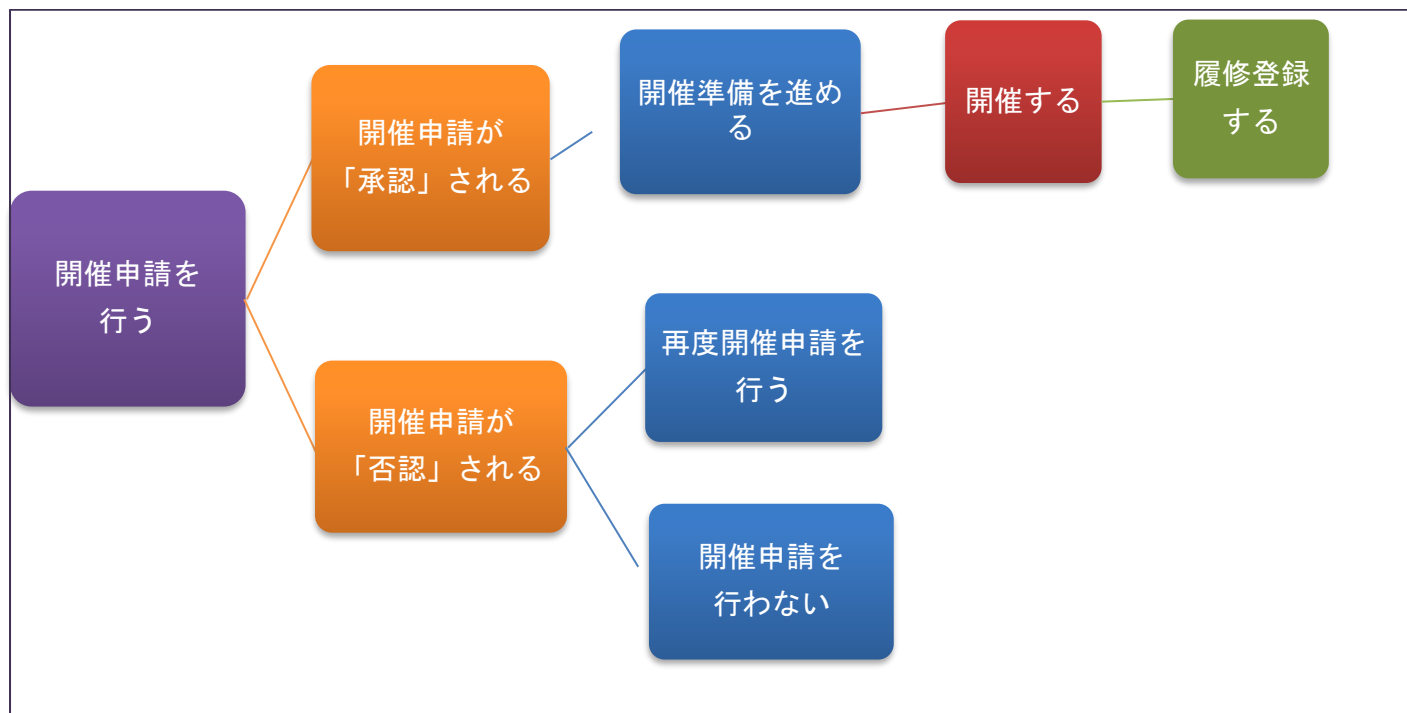 開催申請を
行う
開催申請が
「承認」される
開催準備を進め
る
開催する
履修登録
する
開催申請が
「否認」される
再度開催申請を
行う
開催申請を
行わない